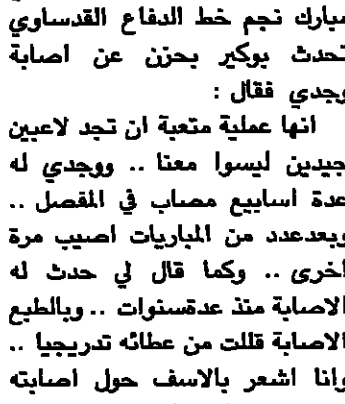 مبارك نجم خط الدفاع القدساوي
تحدث بوكير بحزن عن اصابة
وجدي فقال :
انها عملية متعبة ان تجد لاعبين
جيدين ليسوا معنا .. ووجدي له
عدة اسابيع مصاب في المفصل ..
وبعدعدد من المباريات اصيب مرة
اخرى .. وكما قال لي حدث له
الاصابة منذ عدةسنوات .. وبالطبع
الاصابة قللت من عطائه تدريجيا ..
وانا اشعر بالاسف حول اصابته